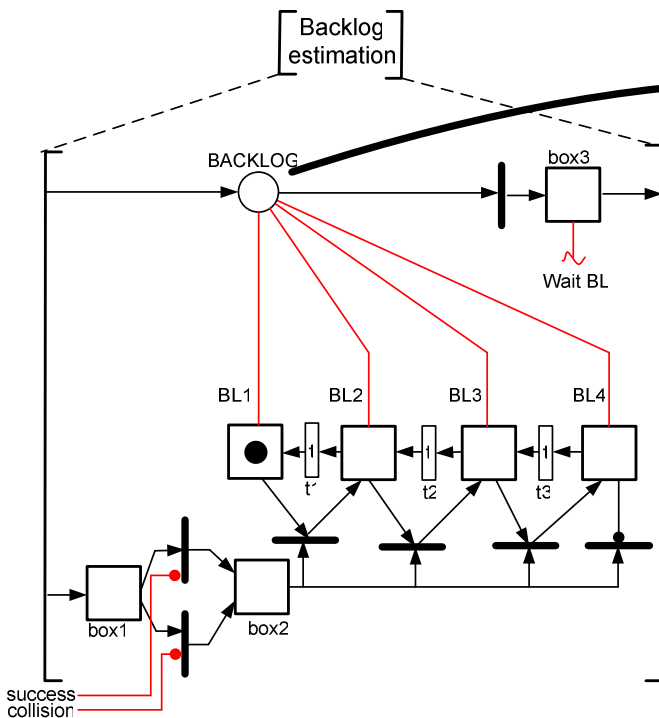 Backlog
estimation
BACKLOG
box3
Wait BL
BL1
BL2
BL3
BL4
1
1
1
t1
t2
t3
box1
box2
success
collision